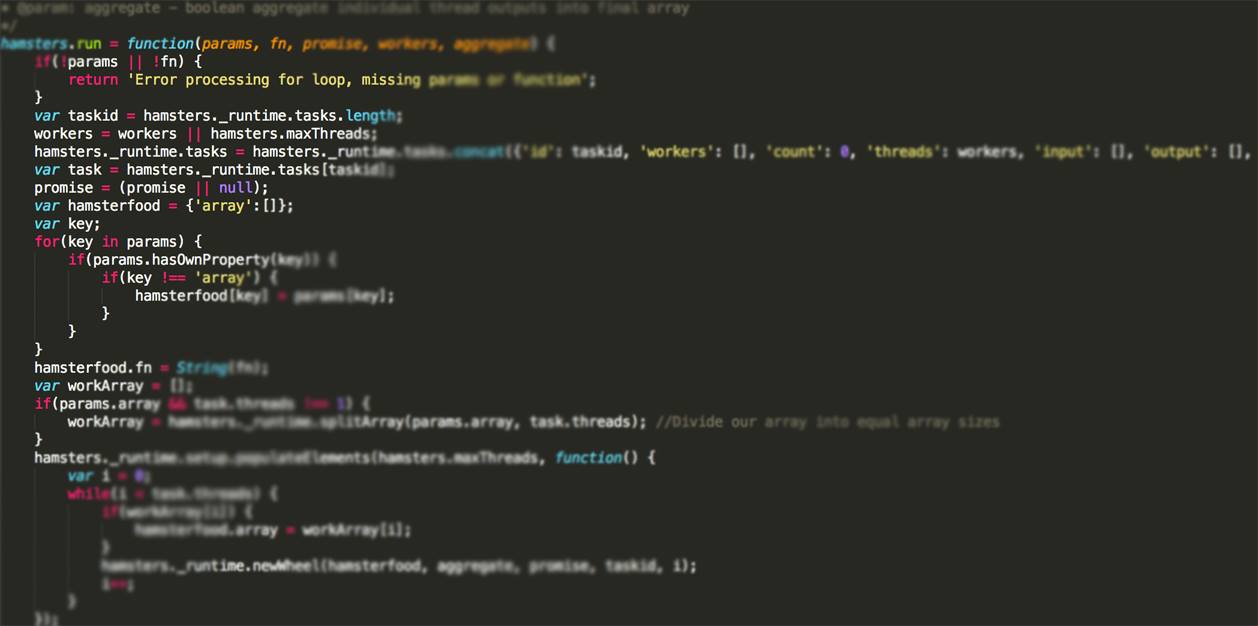 * @param: aggregate - boolean aggregate individual thread outputs into final array
*/
hamsters.run = function(params, fn, promise, workers, aggregate) {
if(!params || !fn) {
return 'Error processing for loop, missing params or function';
}
var taskid = hamsters._runtime.tasks.length;
workers = workers || hamsters.maxThreads;
hamsters._runtime.tasks = hamsters._runtime.tasks.concat({'id': taskid, 'workers': [], 'count': 0, 'threads': workers, 'input': [], 'output': [],
var task = hamsters._runtime.tasks[taskid];
promise = (promise || null);
var hamsterfood = {'array':[]};
var key;
for(key in params) {
if(params.hasOwnProperty(key)) {
if(key !== 'array') {
hamsterfood[key] = params[key];
}
}
}
hamsterfood.fn = String(fn);
var workArray = [];
if(params.array && task.threads !== 1) {
workArray = hamsters._runtime.splitArray(params.array, task.threads); //Divide our array into equal array sizes
}
hamsters._runtime.setup.populateElements(hamsters.maxThreads, function() {
var i = 0;
while(i < task.threads) {
if(workArray[i]) {
hamsterfood.array = workArray[i];
}
hamsters._runtime.newWheel(hamsterfood, aggregate, promise, taskid, i);
i++;
}
});